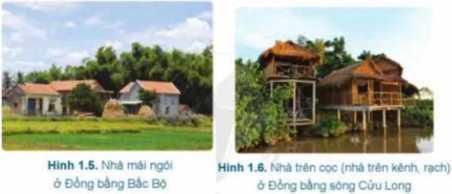 Hình 1.5. Nhà mái ngói
ở Đồng bằng Bắc Bộ
Hình 1.6. Nhà trên cọc (nhà trên kênh, rạch)
ở Đồng bằng sông Cửu Long